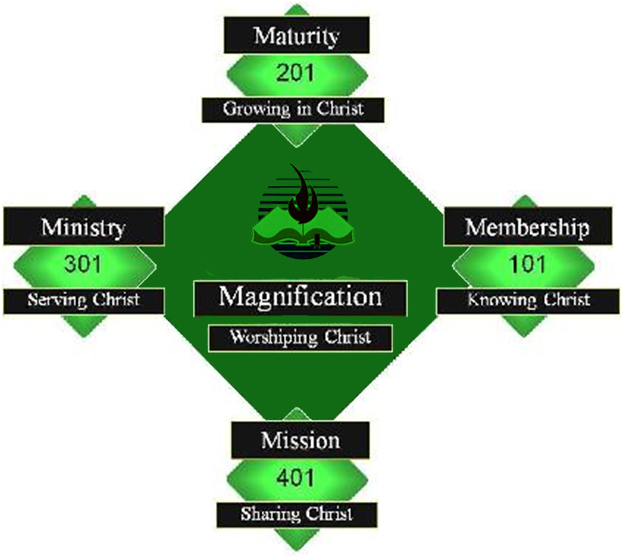 Maturity
201
Growing in Christ
Ministry
301
Serving Christ
Membership
101
Knowing Christ
Magnification
Worshiping Christ
Mission
401
Sharing Christ